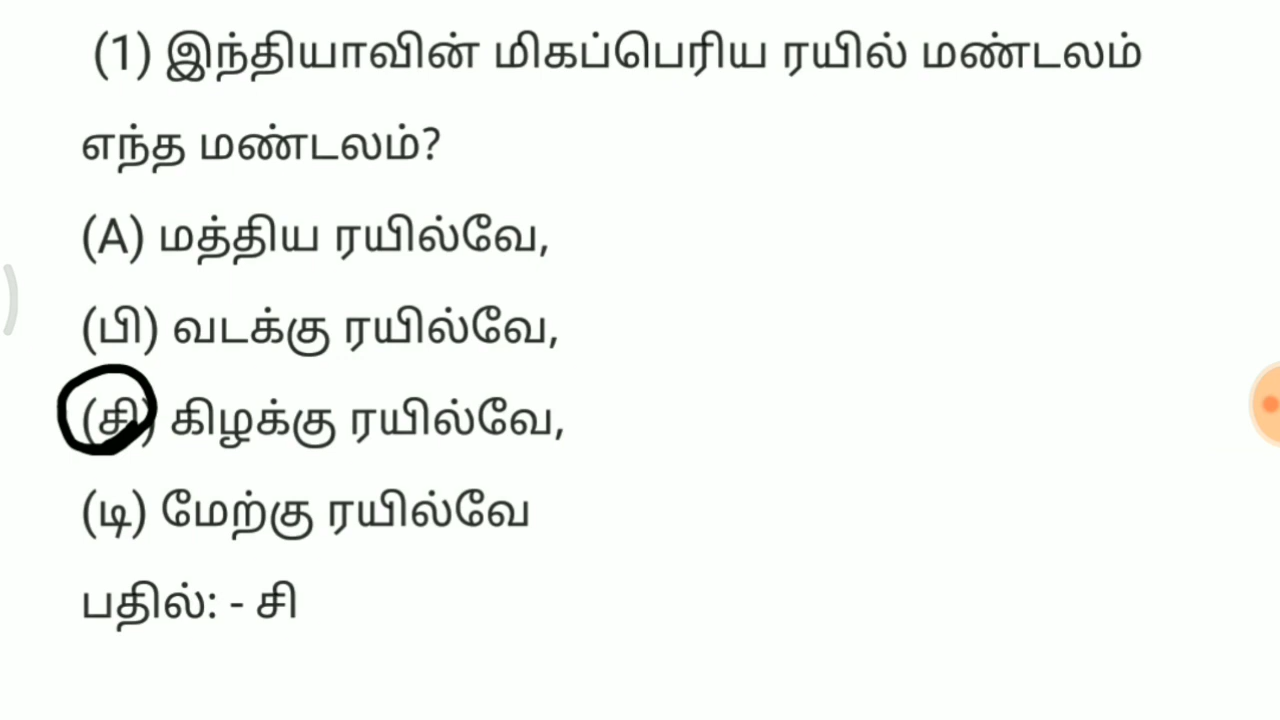 (1) இந்தியாவின் மிகப்பெரிய ரயில் மண்டலம்
எந்த மண்டலம்?
(A) மத்திய ரயில்வே,
(பி) வடக்கு ரயில்வே,
(சி) கிழக்கு ரயில்வே,
(டி) மேற்கு ரயில்வே
பதில்: - சி